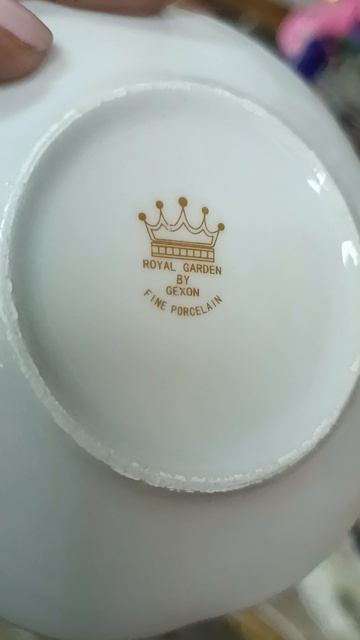 ROYAL GARDEN
BY
GEXON
FINE PORCELAIN